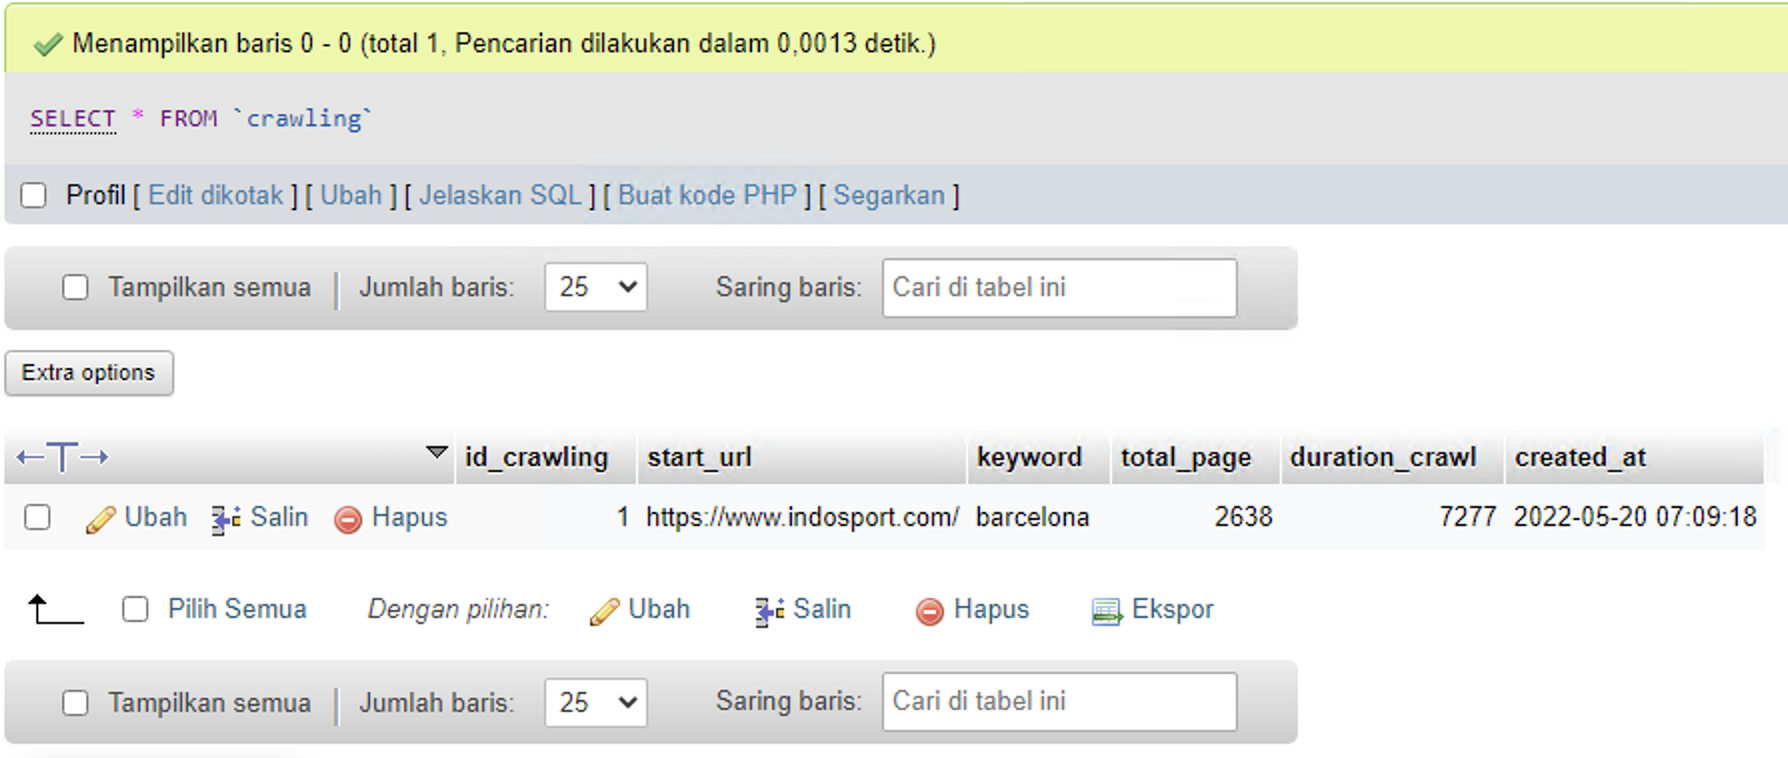 Menampilkan baris 0 - 0 (total 1, Pencarian dilakukan dalam 0,0013 detik.)
SELECT * FROM `crawling`
Profil [ Edit dikotak ] [ Ubah ] [ Jelaskan SQL ] [ Buat kode PHP ] [ Segarkan ]
Tampilkan semua | Jumlah baris: 25 Saring baris: Cari di tabel ini
Extra options
←T→ id_crawling start_url keyword total_page duration_crawl created_at
Ubah Salin Hapus 1 https://www.indosport.com/ barcelona 2638 7277 2022-05-20 07:09:18
Pilih Semua Dengan pilihan: Ubah Salin Hapus Ekspor
Tampilkan semua | Jumlah baris: 25 Saring baris: Cari di tabel ini